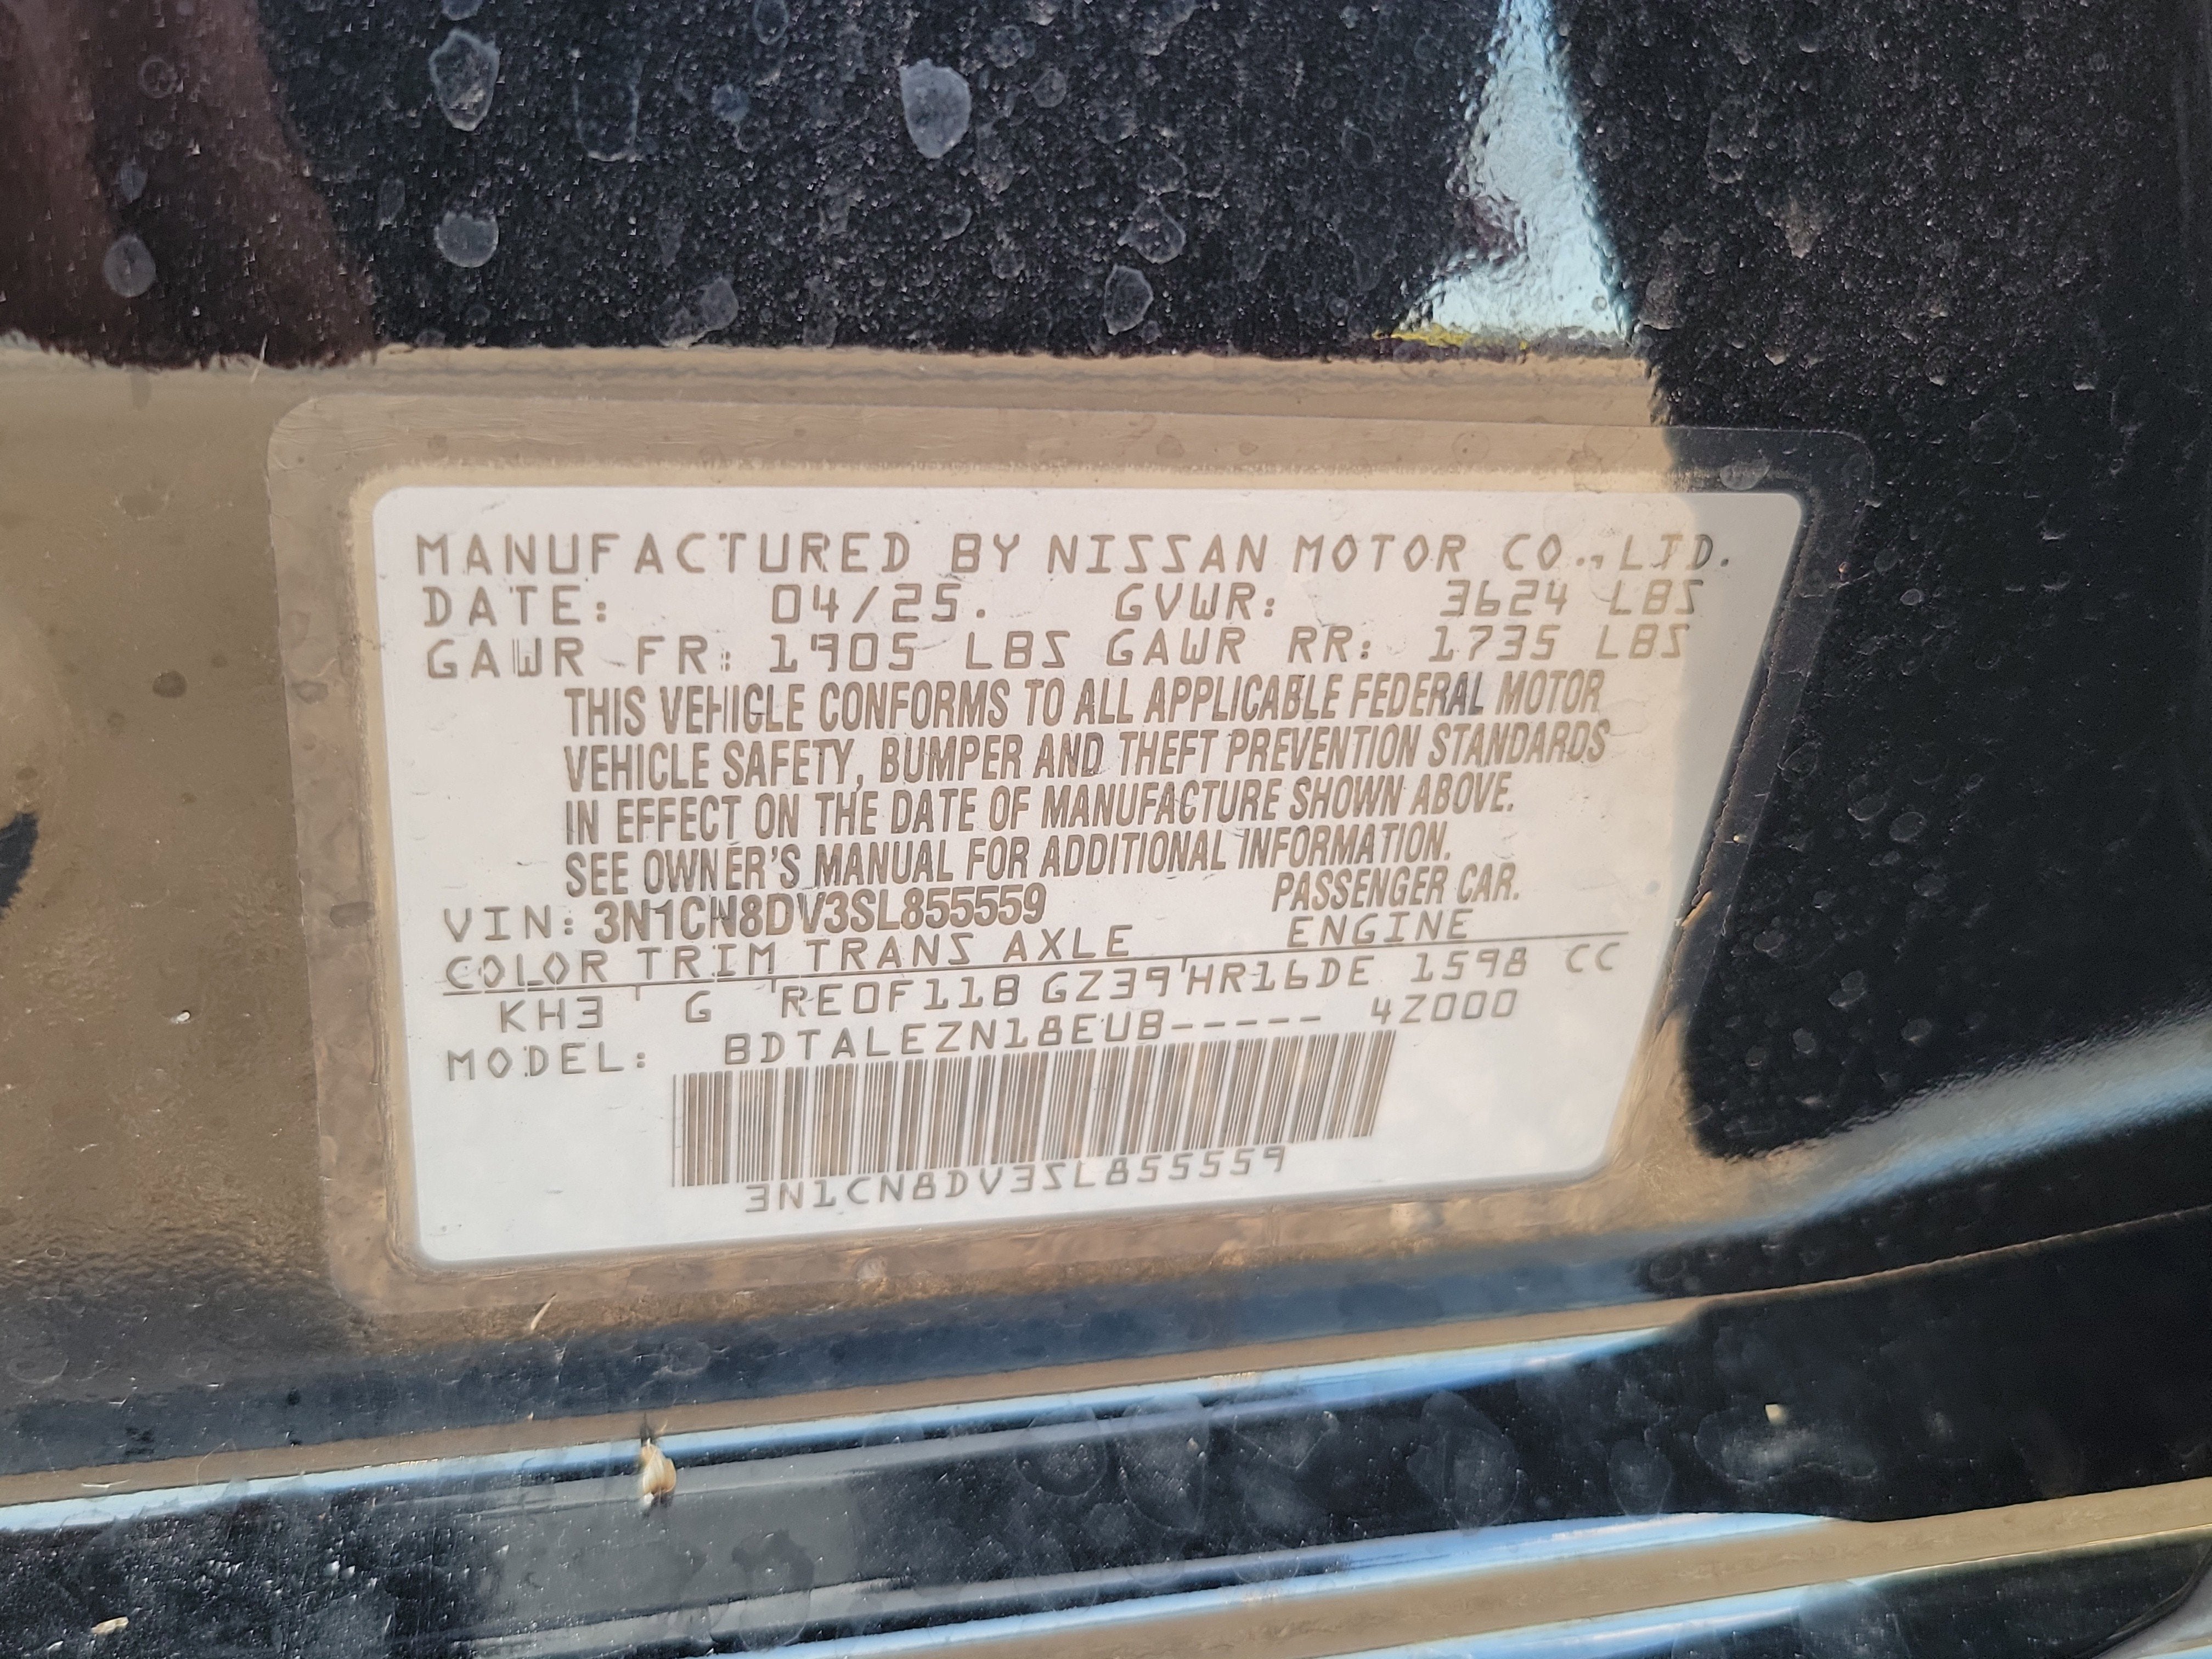 MANUFACTURED BY NISSAN MOTOR CO., LTD.
DATE: 04/25. GVWR: 3624 LBS
GAWR FR: 1905 LBS GAWR RR: 1735 LBS
THIS VEHICLE CONFORMS TO ALL APPLICABLE FEDERAL MOTOR
VEHICLE SAFETY, BUMPER AND THEFT PREVENTION STANDARDS
IN EFFECT ON THE DATE OF MANUFACTURE SHOWN ABOVE.
SEE OWNER'S MANUAL FOR ADDITIONAL INFORMATION.
VIN: 3N1CN8DV3SL855559 PASSENGER CAR.
COLOR TRIM TRANS AXLE ENGINE
KH3 G RE0F11B GZ39 HR16DE 1598 CC
MODEL: BDTALEZN18EUB----- 4Z000
3N1CN8DV3SL855559